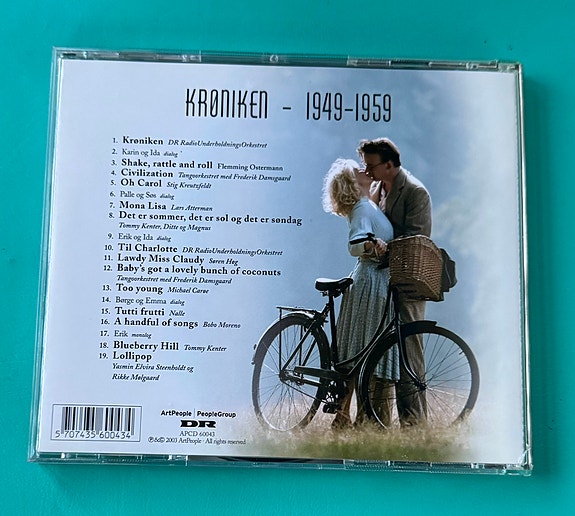 KRØNIKEN – 1949–1959
1. Krøniken DR RadioUnderholdningsOrkestret
2. Karin og Ida dialog
3. Shake, rattle and roll Flemming Ostermann
4. Civilization Tangoorkestret med Frederik Damsgaard
5. Oh Carol Stig Kreutzfeldt
6. Palle og Søs dialog
7. Mona Lisa Lars Atterman
8. Det er sommer, det er sol og det er søndag
Tommy Kenter, Ditte og Magnus
9. Erik og Ida dialog
10. Til Charlotte DR RadioUnderholdningsOrkestret
11. Lawdy Miss Claudy Søren Høg
12. Baby's got a lovely bunch of coconuts
Tangoorkestret med Frederik Damsgaard
13. Too young Michael Carøe
14. Børge og Emma dialog
15. Tutti frutti Nalle
16. A handful of songs Bobo Moreno
17. Erik monolog
18. Blueberry Hill Tommy Kenter
19. Lollipop
Yasmin Elvira Steenholdt og
Rikke Mølgaard
ArtPeople | PeopleGroup
DR
APCD 60043
℗&© 2003 ArtPeople · All rights reserved
5 707435 600434